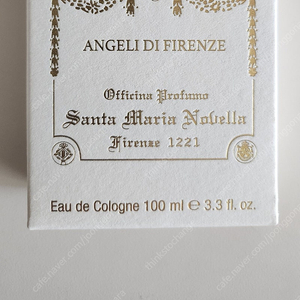 ANGELI DI FIRENZE
Officina Profumo
Santa Maria Novella
Firenze 1221
Eau de Cologne 100 ml ℮ 3.3 fl. oz.